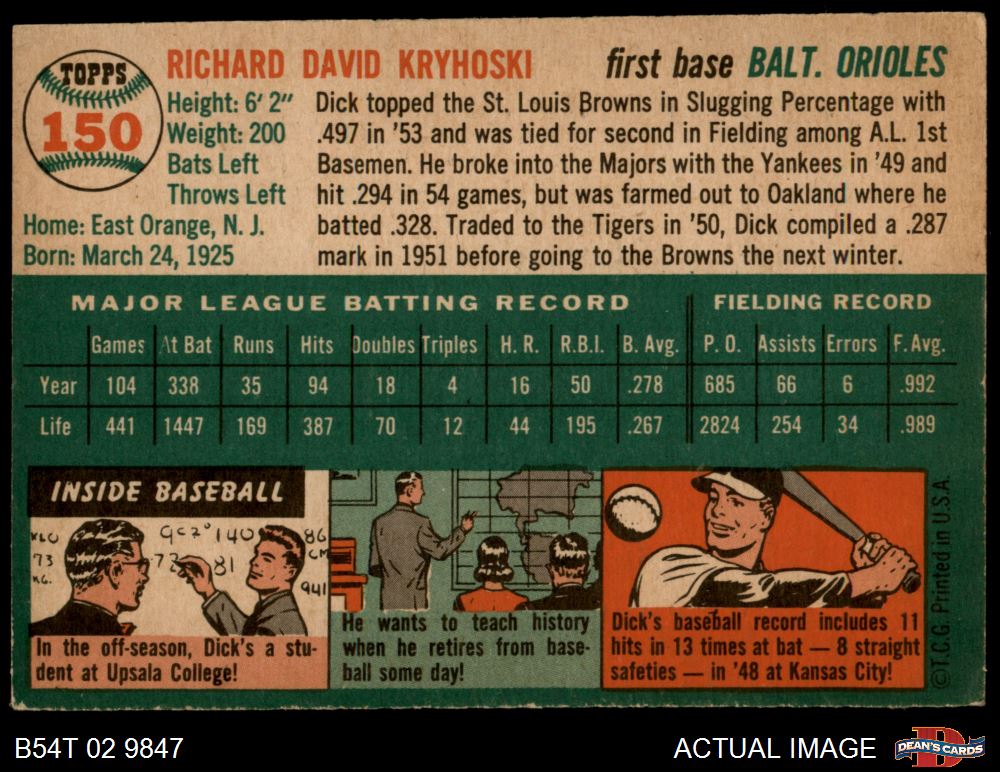 TOPPS
150
RICHARD DAVID KRYHOSKI
first base BALT. ORIOLES
Height: 6' 2"
Weight: 200
Bats Left
Throws Left
Home: East Orange, N. J.
Born: March 24, 1925
Dick topped the St. Louis Browns in Slugging Percentage with
.497 in '53 and was tied for second in Fielding among A.L. 1st
Basemen. He broke into the Majors with the Yankees in '49 and
hit .294 in 54 games, but was farmed out to Oakland where he
batted .328. Traded to the Tigers in '50, Dick compiled a .287
mark in 1951 before going to the Browns the next winter.
MAJOR LEAGUE BATTING RECORD FIELDING RECORD
Games At Bat Runs Hits Doubles Triples H. R. R.B.I. B. Avg. P. O. Assists Errors F. Avg.
Year 104 338 35 94 18 4 16 50 .278 685 66 6 .992
Life 441 1447 169 387 70 12 44 195 .267 2824 254 34 .989
INSIDE BASEBALL
KLO
73
KG.
140
86
CM
72
81
941
In the off-season, Dick's a stu-
dent at Upsala College!
He wants to teach history
when he retires from base-
ball some day!
Dick's baseball record includes 11
hits in 13 times at bat — 8 straight
safeties — in '48 at Kansas City!
©T.C.G. Printed in U.S.A.
B54T 02 9847
ACTUAL IMAGE
D
DEAN'S CARDS